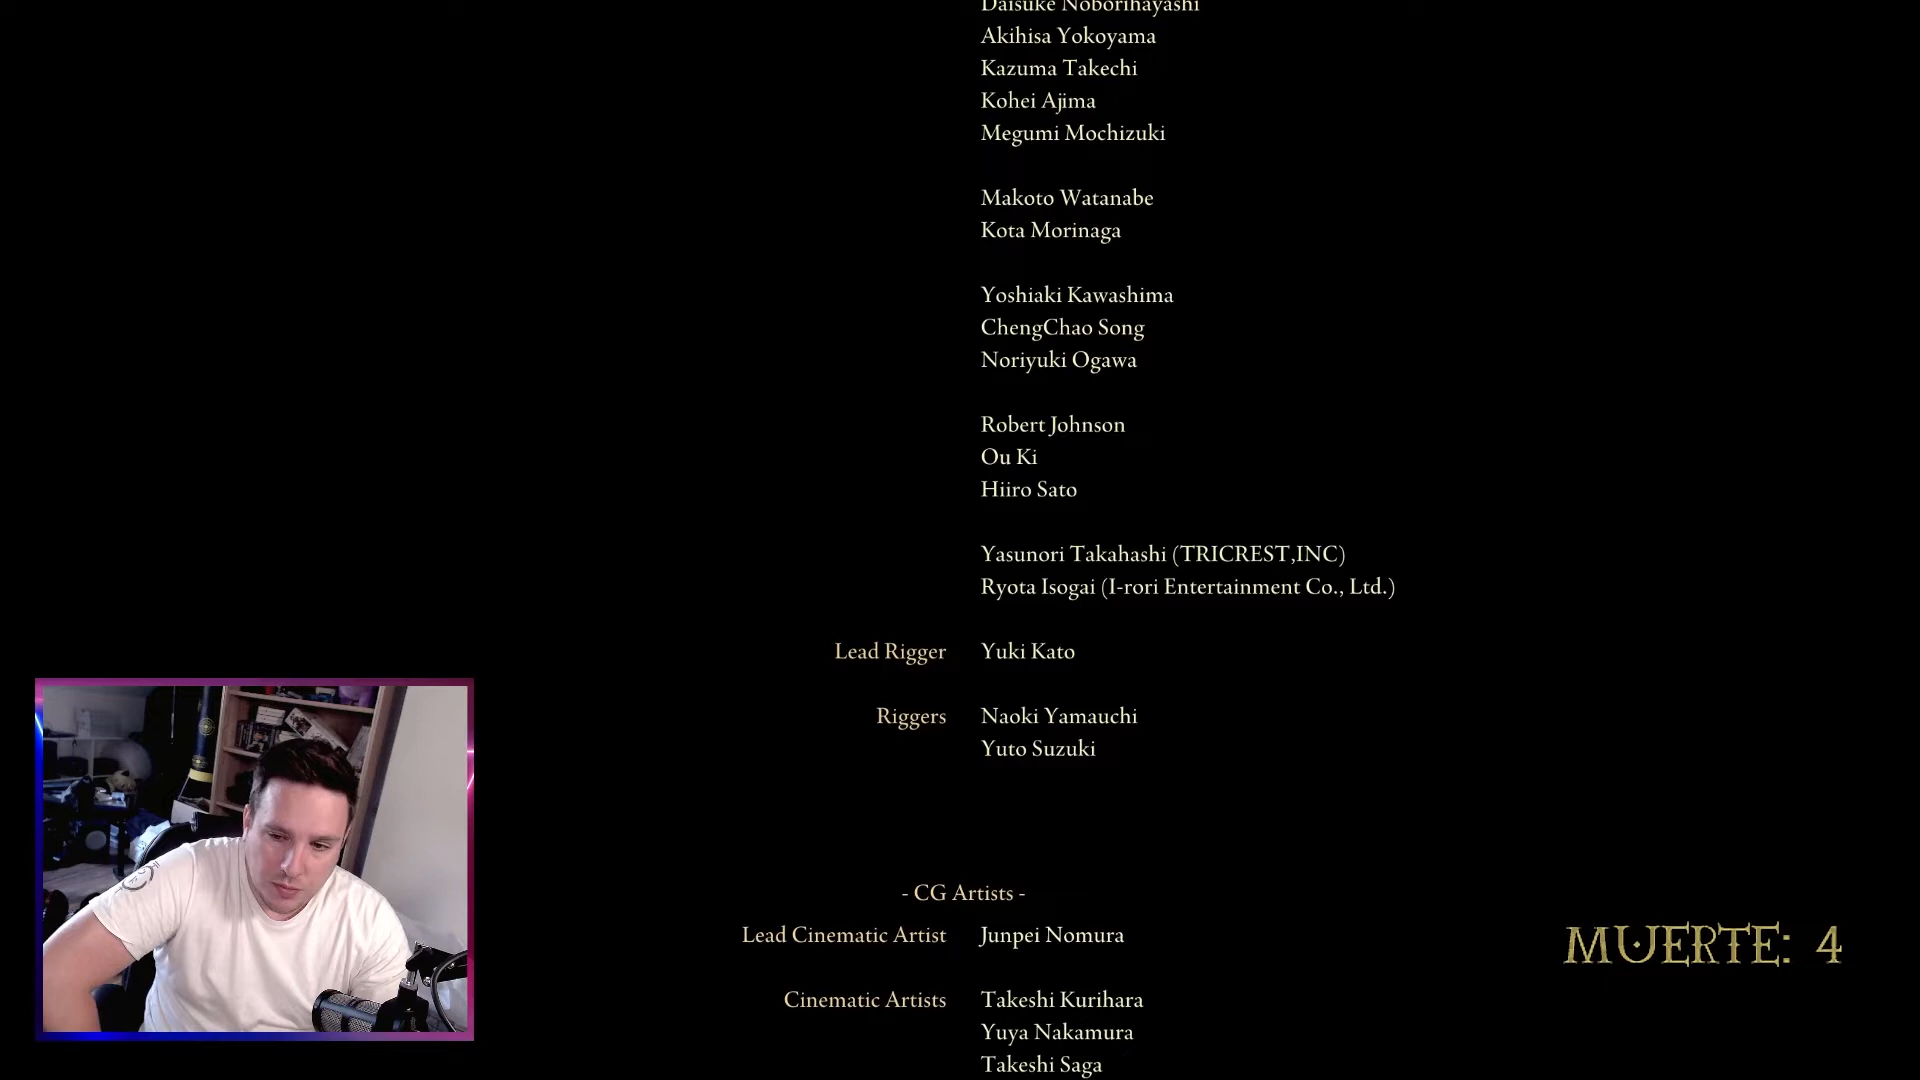 Daisuke Noborihayashi
Akihisa Yokoyama
Kazuma Takechi
Kohei Ajima
Megumi Mochizuki
Makoto Watanabe
Kota Morinaga
Yoshiaki Kawashima
ChengChao Song
Noriyuki Ogawa
Robert Johnson
Ou Ki
Hiiro Sato
Yasunori Takahashi (TRICREST,INC)
Ryota Isogai (I-rori Entertainment Co., Ltd.)
Lead Rigger Yuki Kato
Riggers Naoki Yamauchi
Yuto Suzuki
- CG Artists -
Lead Cinematic Artist Junpei Nomura
Cinematic Artists Takeshi Kurihara
Yuya Nakamura
Takeshi Saga
MUERTE: 4